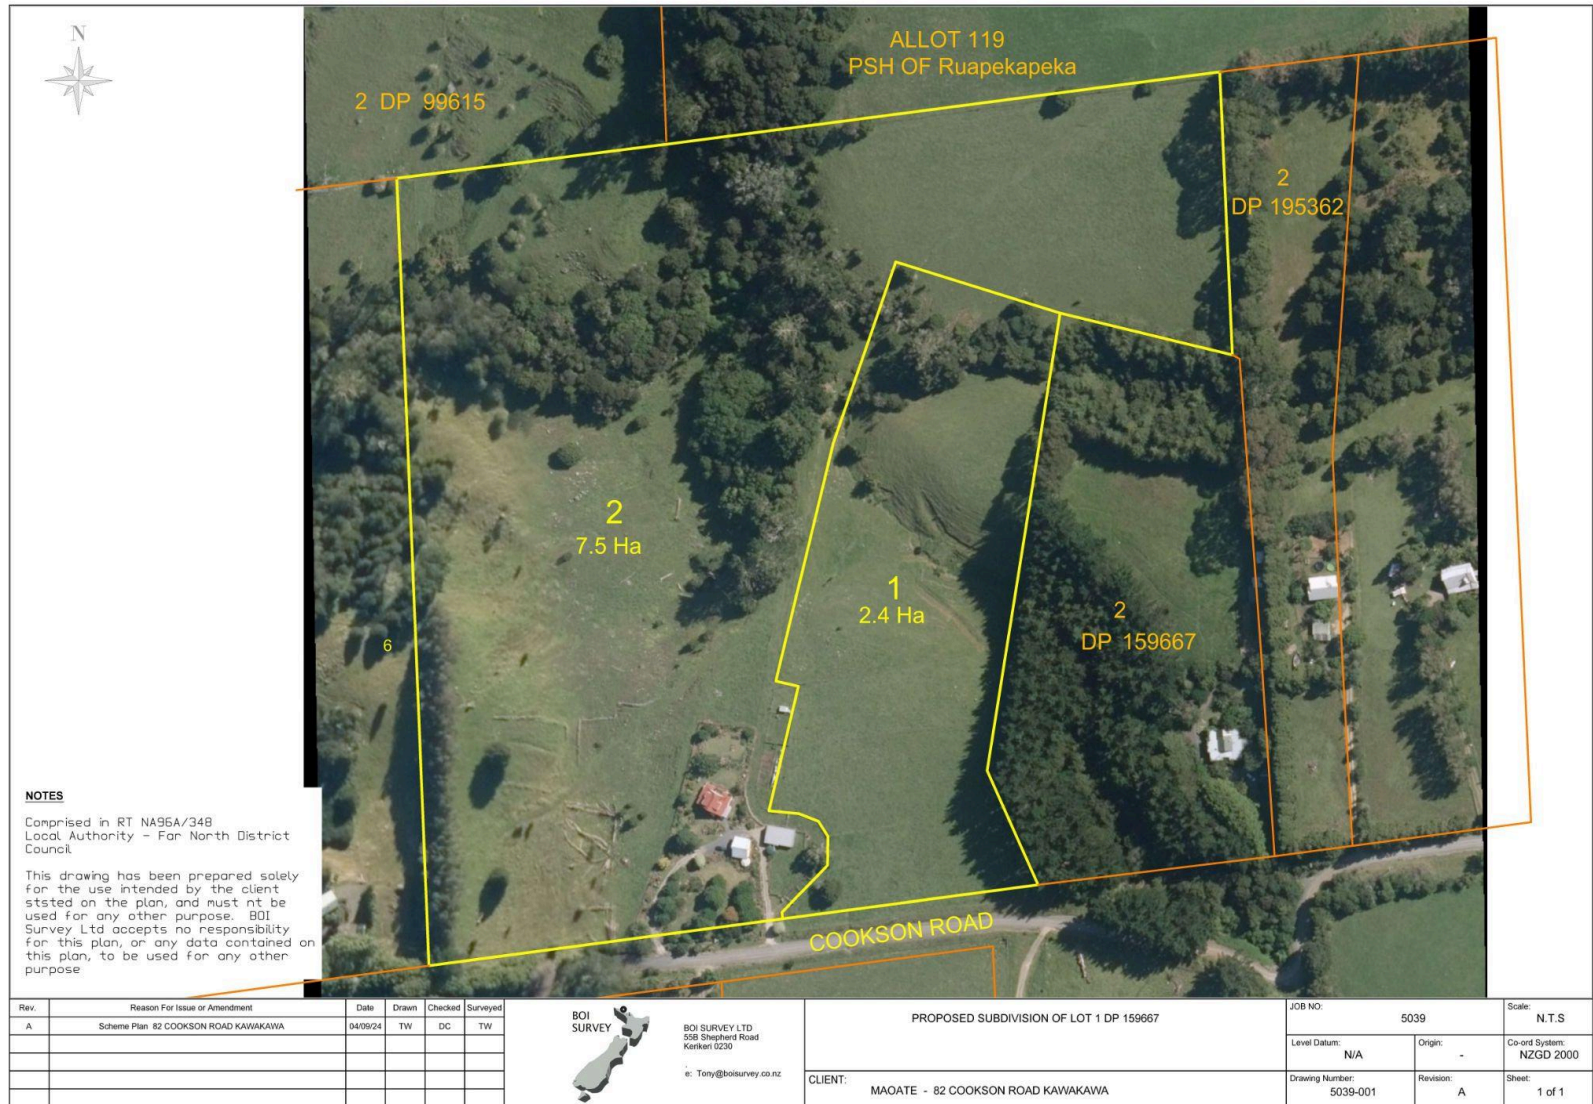 N
ALLOT 119
PSH OF Ruapekapeka
2 DP 99615
2
DP 195362
2
7.5 Ha
1
2.4 Ha
2
DP 159667
6
COOKSON ROAD
NOTES
Comprised in RT NA96A/348
Local Authority - Far North District
Council
This drawing has been prepared solely
for the use intended by the client
ststed on the plan, and must nt be
used for any other purpose. BOI
Survey Ltd accepts no responsibility
for this plan, or any data contained on
this plan, to be used for any other
purpose
Rev. Reason For Issue or Amendment Date Drawn Checked Surveyed
A Scheme Plan 82 COOKSON ROAD KAWAKAWA 04/09/24 TW DC TW
BOI
SURVEY
BOI SURVEY LTD
55B Shepherd Road
Kerikeri 0230
e: Tony@boisurvey.co.nz
PROPOSED SUBDIVISION OF LOT 1 DP 159667
CLIENT:
MAOATE - 82 COOKSON ROAD KAWAKAWA
JOB NO:
5039
Scale:
N.T.S
Level Datum:
N/A
Origin:
-
Co-ord System:
NZGD 2000
Drawing Number:
5039-001
Revision:
A
Sheet:
1 of 1